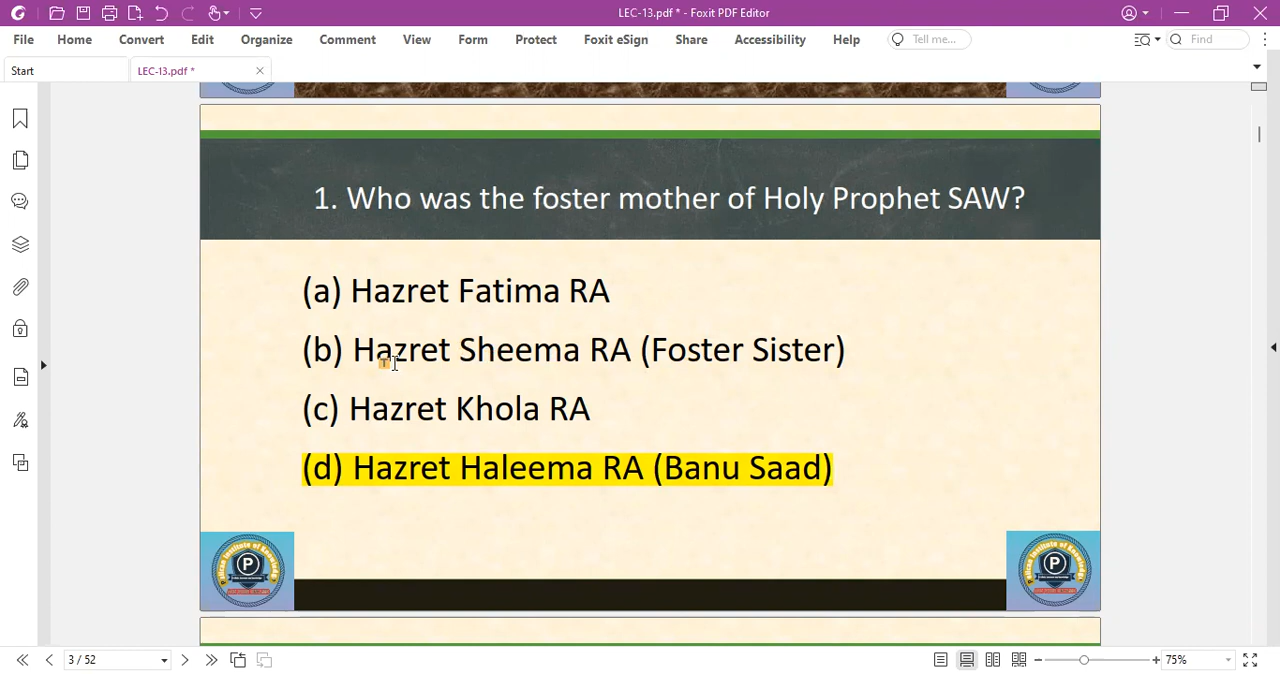 LEC-13.pdf * - Foxit PDF Editor
File Home Convert Edit Organize Comment View Form Protect Foxit eSign Share Accessibility Help Tell me... Find
Start LEC-13.pdf *
1. Who was the foster mother of Holy Prophet SAW?
(a) Hazret Fatima RA
(b) Hazret Sheema RA (Foster Sister)
(c) Hazret Khola RA
(d) Hazret Haleema RA (Banu Saad)
P P
3 / 52 75%